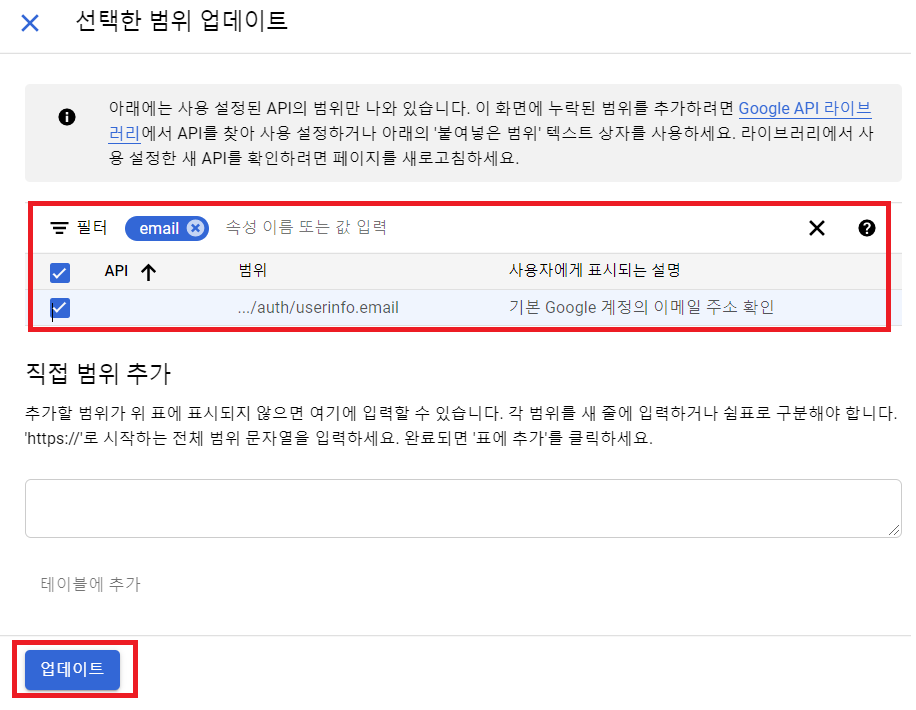 선택한 범위 업데이트
아래에는 사용 설정된 API의 범위만 나와 있습니다. 이 화면에 누락된 범위를 추가하려면 Google API 라이브
러리에서 API를 찾아 사용 설정하거나 아래의 '붙여넣은 범위' 텍스트 상자를 사용하세요. 라이브러리에서 사
용 설정한 새 API를 확인하려면 페이지를 새로고침하세요.
필터 email 속성 이름 또는 값 입력
API 범위 사용자에게 표시되는 설명
.../auth/userinfo.email 기본 Google 계정의 이메일 주소 확인
직접 범위 추가
추가할 범위가 위 표에 표시되지 않으면 여기에 입력할 수 있습니다. 각 범위를 새 줄에 입력하거나 쉼표로 구분해야 합니다.
'https://'로 시작하는 전체 범위 문자열을 입력하세요. 완료되면 '표에 추가'를 클릭하세요.
테이블에 추가
업데이트